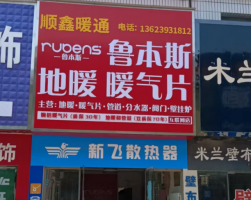 顺鑫暖通 电话:13623931812
rubens
鲁本斯
鲁本斯
地暖 暖气片
主营:地暖·暖气片·管道·分水器·阀门·壁挂炉
饰
米兰
新飞散热器
米兰壁布
饰
壁布